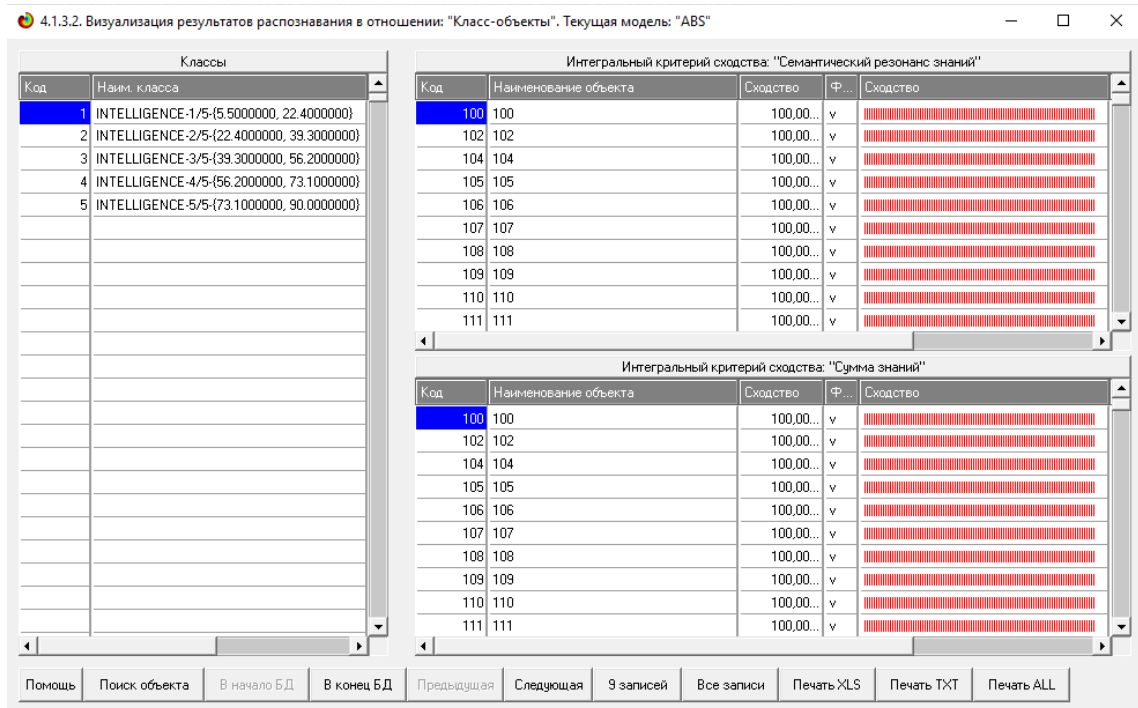 4.1.3.2. Визуализация результатов распознавания в отношении: "Класс-объекты". Текущая модель: "ABS"
Классы
Код Наим. класса
1 INTELLIGENCE-1/5-{5.5000000, 22.4000000}
2 INTELLIGENCE-2/5-{22.4000000, 39.3000000}
3 INTELLIGENCE-3/5-{39.3000000, 56.2000000}
4 INTELLIGENCE-4/5-{56.2000000, 73.1000000}
5 INTELLIGENCE-5/5-{73.1000000, 90.0000000}
Интегральный критерий сходства: "Семантический резонанс знаний"
Код Наименование объекта Сходство Ф... Сходство
100 100 100,00... v
102 102 100,00... v
104 104 100,00... v
105 105 100,00... v
106 106 100,00... v
107 107 100,00... v
108 108 100,00... v
109 109 100,00... v
110 110 100,00... v
111 111 100,00... v
Интегральный критерий сходства: "Сумма знаний"
Код Наименование объекта Сходство Ф... Сходство
100 100 100,00... v
102 102 100,00... v
104 104 100,00... v
105 105 100,00... v
106 106 100,00... v
107 107 100,00... v
108 108 100,00... v
109 109 100,00... v
110 110 100,00... v
111 111 100,00... v
Помощь Поиск объекта В начало БД В конец БД Предыдущая Следующая 9 записей Все записи Печать XLS Печать TXT Печать ALL